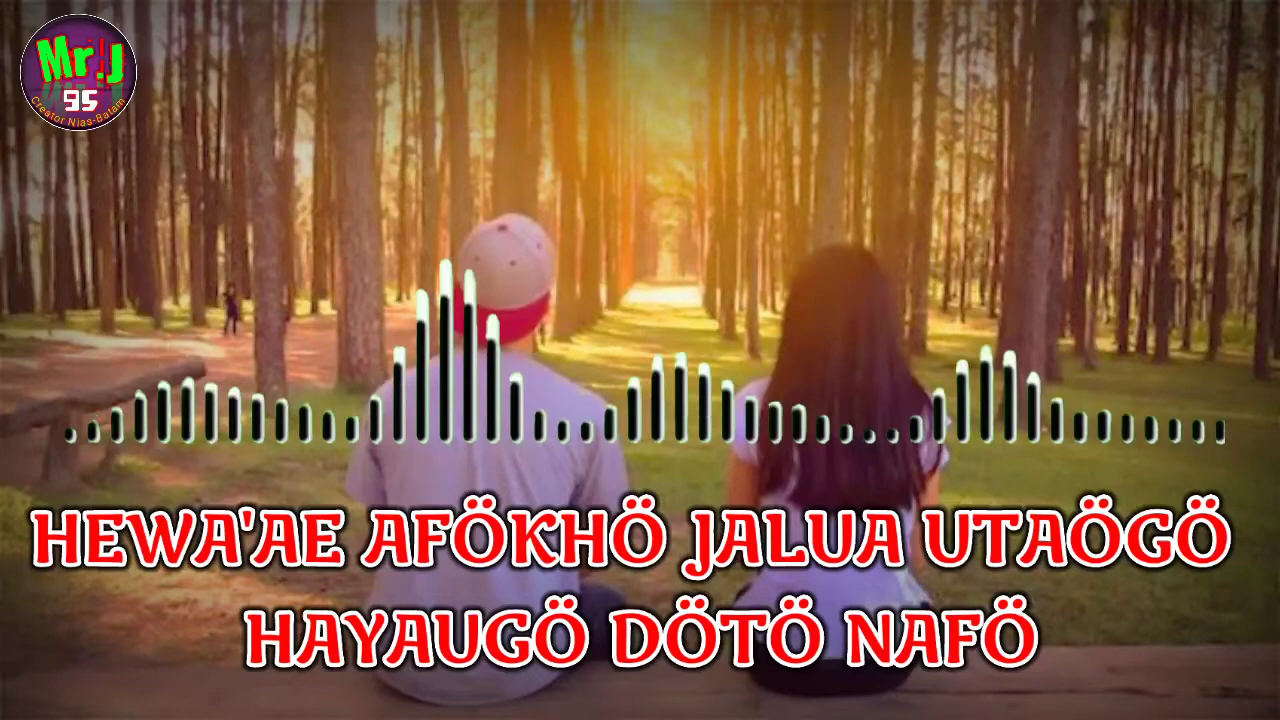 Mr.J
95
Creator Nias-Batam
HEWA'AE AFÖKHÖ JALUA UTAÖGÖ
HAYAUGÖ DÖTÖ NAFÖ